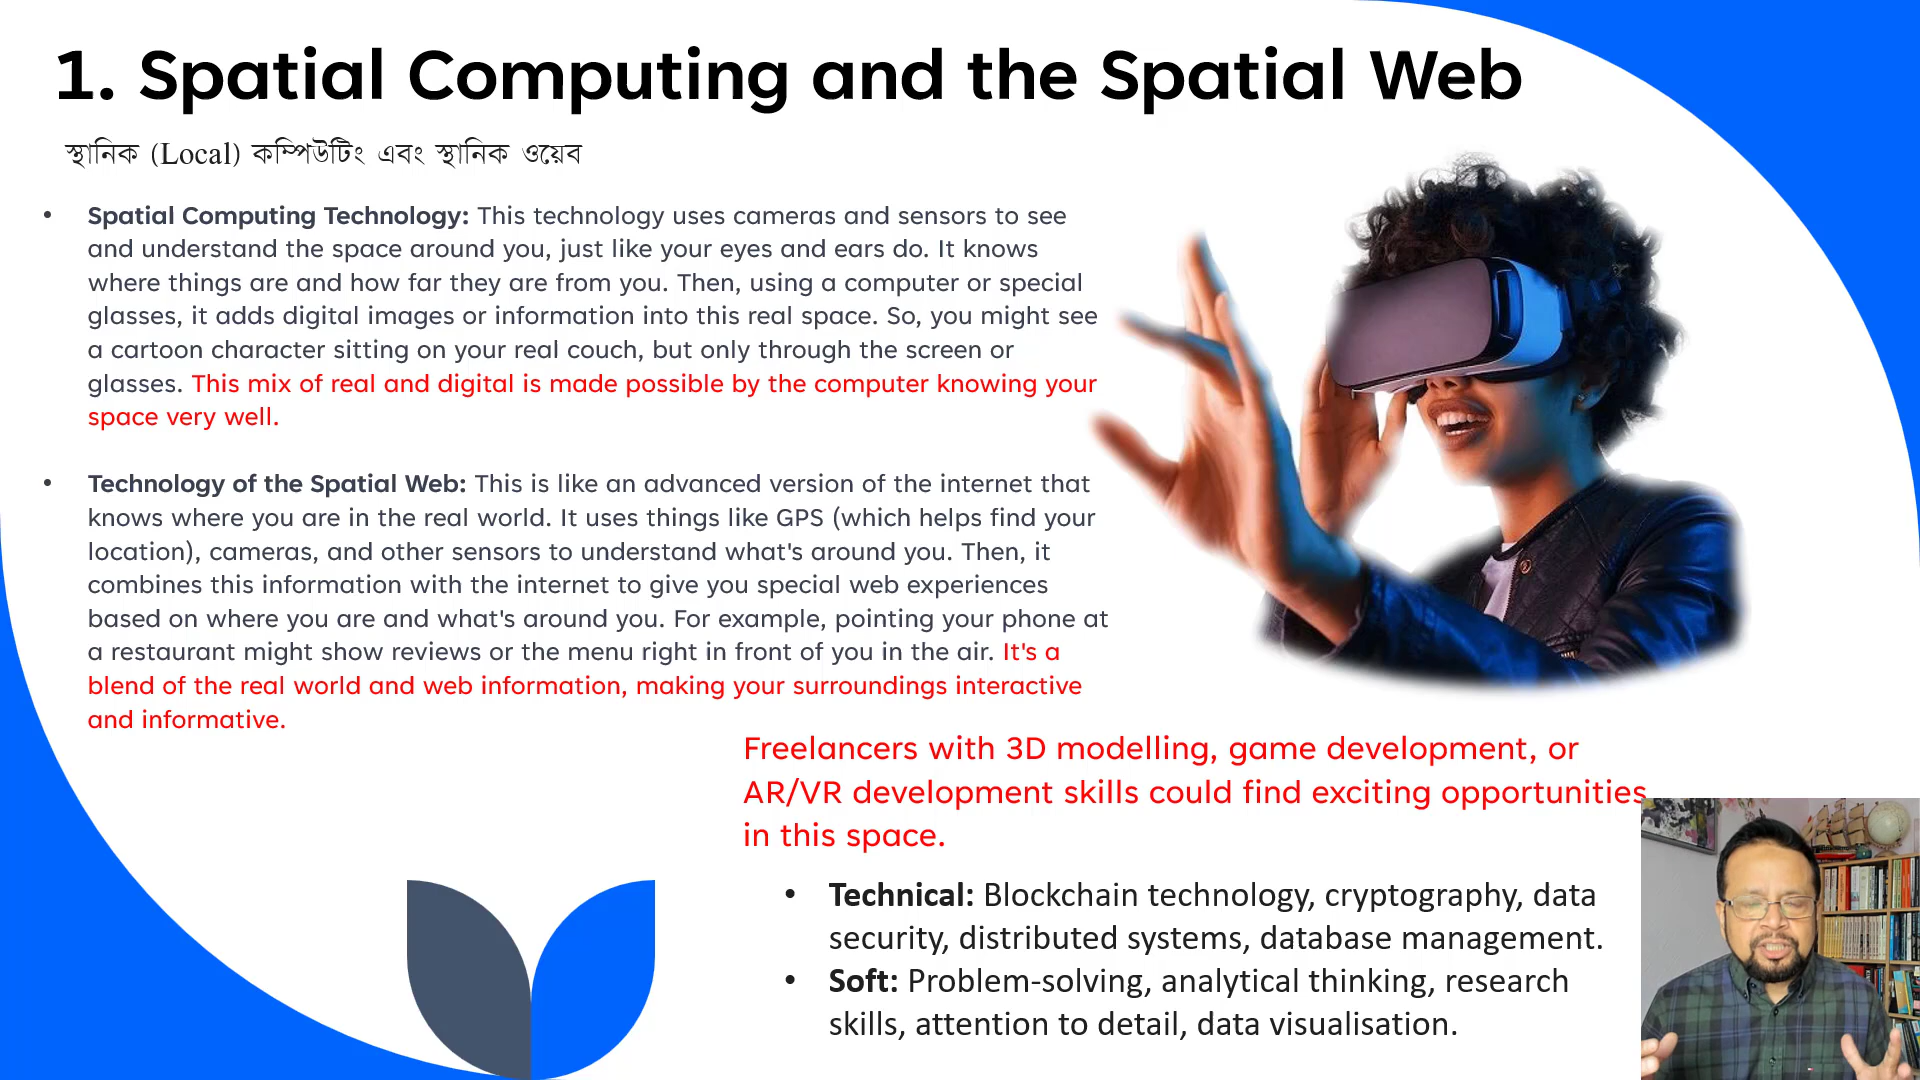 1. Spatial Computing and the Spatial Web
স্থানিক (Local) কম্পিউটিং এবং স্থানিক ওয়েব
• Spatial Computing Technology: This technology uses cameras and sensors to see
and understand the space around you, just like your eyes and ears do. It knows
where things are and how far they are from you. Then, using a computer or special
glasses, it adds digital images or information into this real space. So, you might see
a cartoon character sitting on your real couch, but only through the screen or
glasses. This mix of real and digital is made possible by the computer knowing your
space very well.
• Technology of the Spatial Web: This is like an advanced version of the internet that
knows where you are in the real world. It uses things like GPS (which helps find your
location), cameras, and other sensors to understand what's around you. Then, it
combines this information with the internet to give you special web experiences
based on where you are and what's around you. For example, pointing your phone at
a restaurant might show reviews or the menu right in front of you in the air. It's a
blend of the real world and web information, making your surroundings interactive
and informative.
Freelancers with 3D modelling, game development, or
AR/VR development skills could find exciting opportunities
in this space.
• Technical: Blockchain technology, cryptography, data
security, distributed systems, database management.
• Soft: Problem-solving, analytical thinking, research
skills, attention to detail, data visualisation.